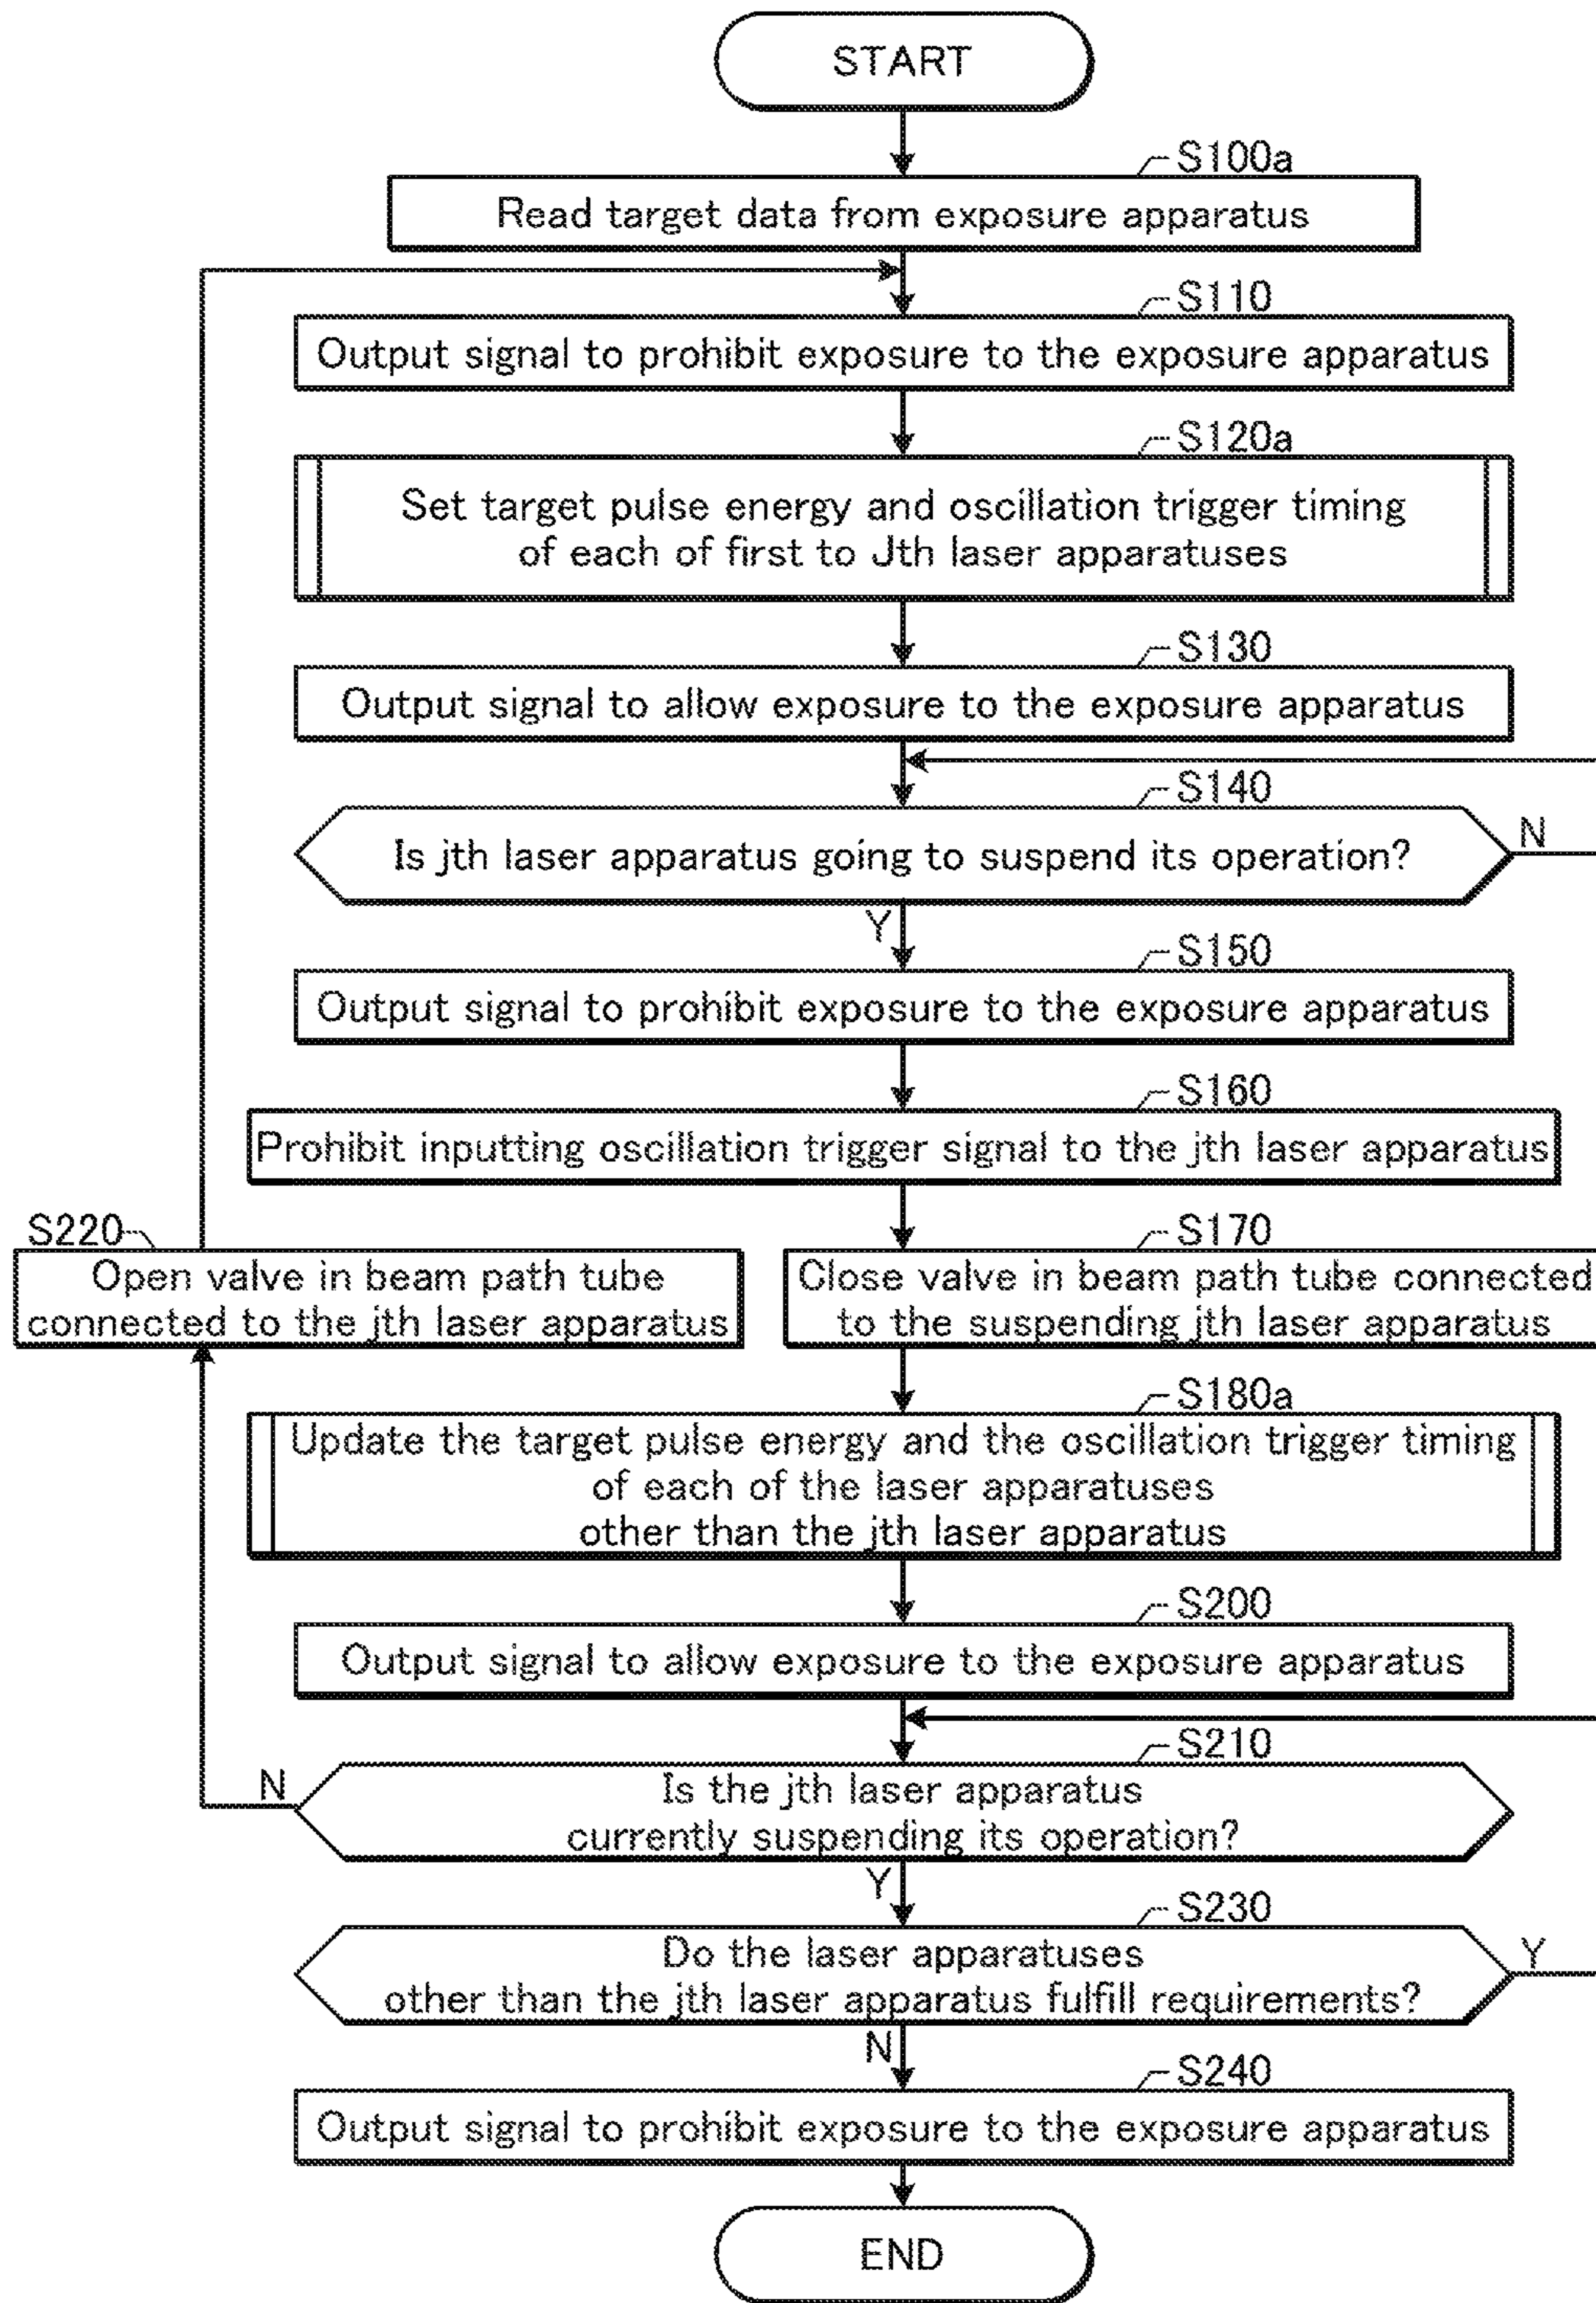 START
S100a
Read target data from exposure apparatus
S110
Output signal to prohibit exposure to the exposure apparatus
S120a
Set target pulse energy and oscillation trigger timing
of each of first to Jth laser apparatuses
S130
Output signal to allow exposure to the exposure apparatus
S140
Is jth laser apparatus going to suspend its operation?
N
Y
S150
Output signal to prohibit exposure to the exposure apparatus
S160
Prohibit inputting oscillation trigger signal to the jth laser apparatus
S220
Open valve in beam path tube
connected to the jth laser apparatus
S170
Close valve in beam path tube connected
to the suspending jth laser apparatus
S180a
Update the target pulse energy and the oscillation trigger timing
of each of the laser apparatuses
other than the jth laser apparatus
S200
Output signal to allow exposure to the exposure apparatus
S210
N
Is the jth laser apparatus
currently suspending its operation?
Y
S230
Do the laser apparatuses
other than the jth laser apparatus fulfill requirements?
Y
N
S240
Output signal to prohibit exposure to the exposure apparatus
END